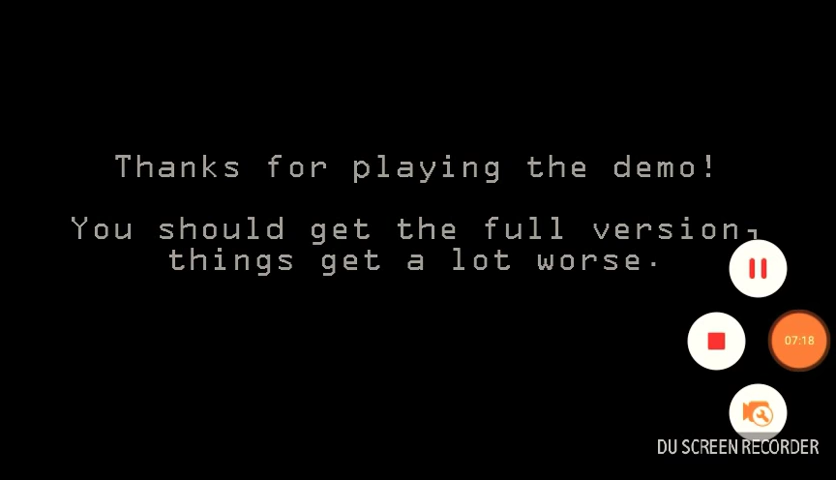 Thanks for playing the demo!
You should get the full version,
things get a lot worse.
07:18
DU SCREEN RECORDER